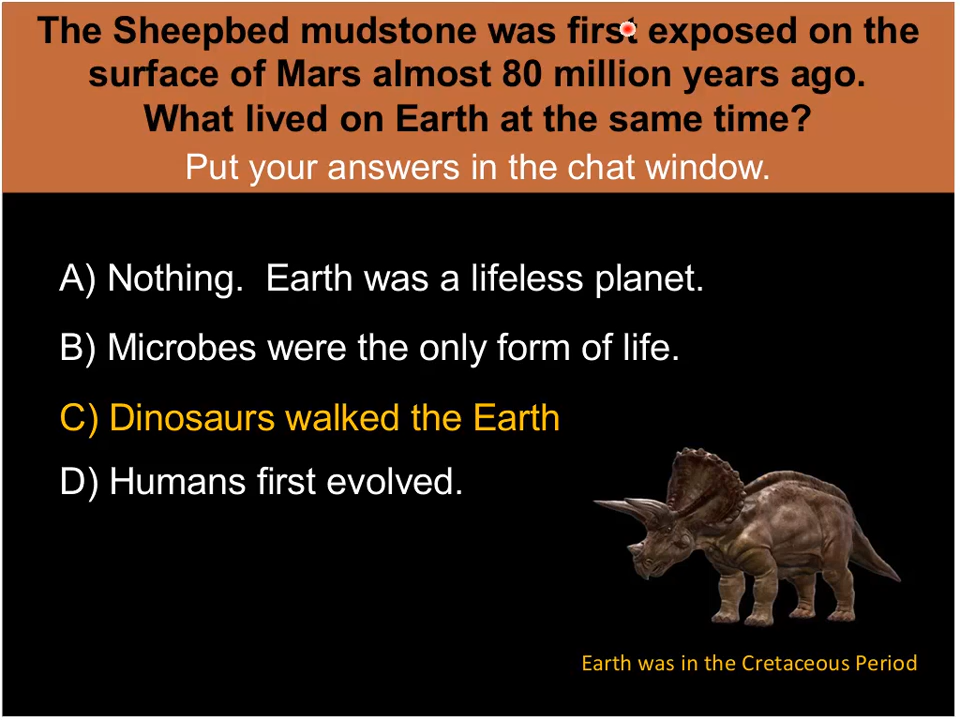 The Sheepbed mudstone was first exposed on the
surface of Mars almost 80 million years ago.
What lived on Earth at the same time?
Put your answers in the chat window.
A) Nothing.  Earth was a lifeless planet.
B) Microbes were the only form of life.
C) Dinosaurs walked the Earth
D) Humans first evolved.
Earth was in the Cretaceous Period